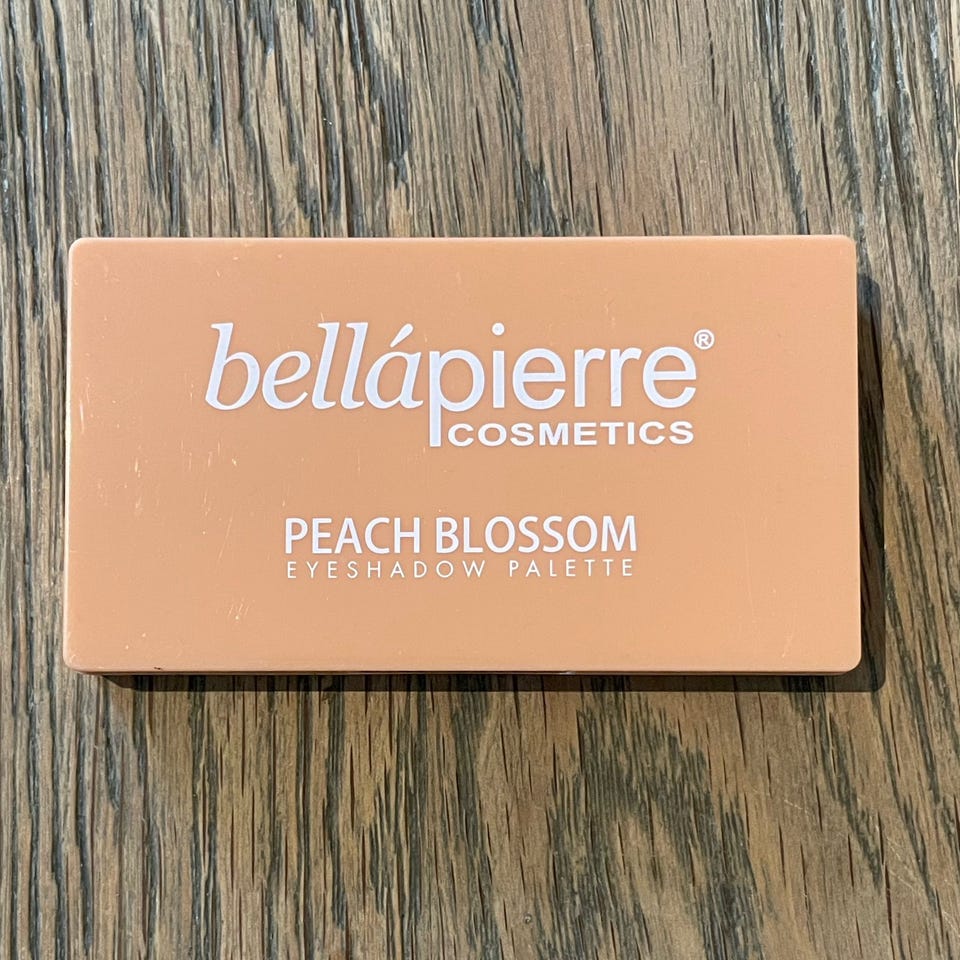 bellápierre®
COSMETICS
PEACH BLOSSOM
EYESHADOW PALETTE